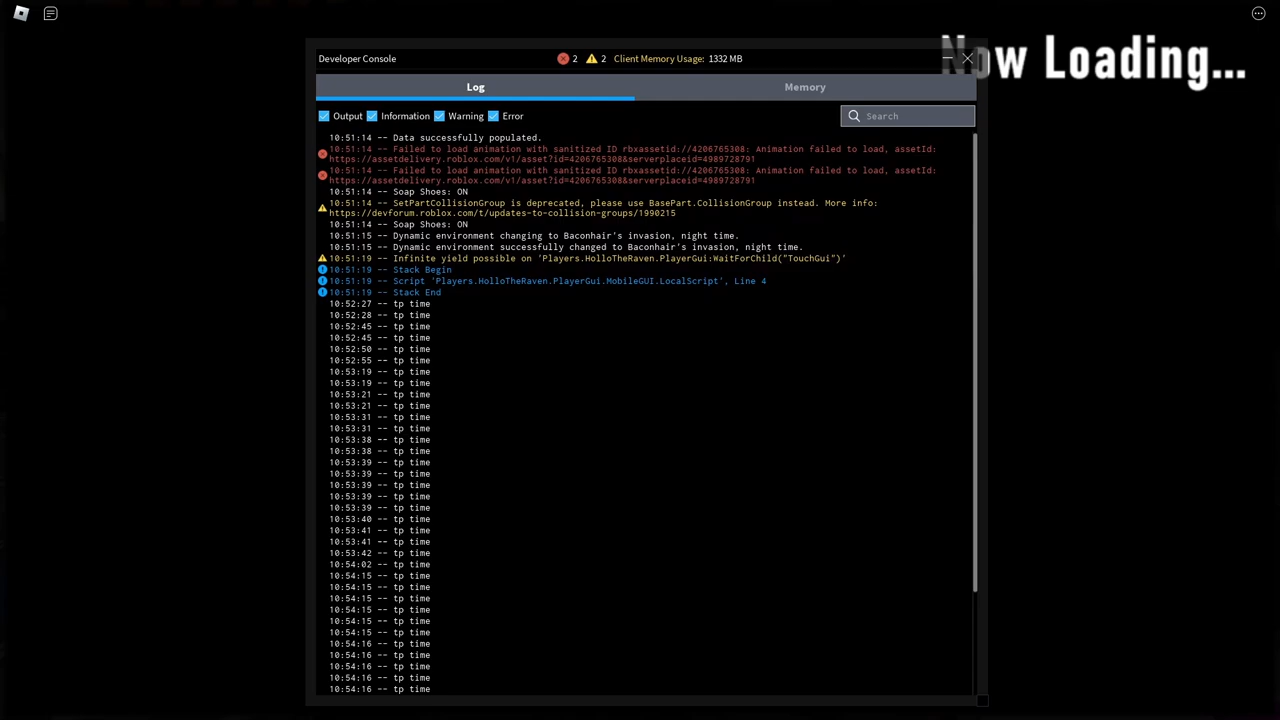 Now Loading...
Developer Console
2
2
Client Memory Usage: 1332 MB
Log
Memory
Output
Information
Warning
Error
Search
10:51:14 -- Data successfully populated.
10:51:14 -- Failed to load animation with sanitized ID rbxassetid://4206765308: Animation failed to load, assetId:
https://assetdelivery.roblox.com/v1/asset?id=4206765308&serverplaceid=4989728791
10:51:14 -- Failed to load animation with sanitized ID rbxassetid://4206765308: Animation failed to load, assetId:
https://assetdelivery.roblox.com/v1/asset?id=4206765308&serverplaceid=4989728791
10:51:14 -- Soap Shoes: ON
10:51:14 -- SetPartCollisionGroup is deprecated, please use BasePart.CollisionGroup instead. More info:
https://devforum.roblox.com/t/updates-to-collision-groups/1990215
10:51:14 -- Soap Shoes: ON
10:51:15 -- Dynamic environment changing to Baconhair's invasion, night time.
10:51:15 -- Dynamic environment successfully changed to Baconhair's invasion, night time.
10:51:19 -- Infinite yield possible on 'Players.HolloTheRaven.PlayerGui:WaitForChild("TouchGui")'
10:51:19 -- Stack Begin
10:51:19 -- Script 'Players.HolloTheRaven.PlayerGui.MobileGUI.LocalScript', Line 4
10:51:19 -- Stack End
10:52:27 -- tp time
10:52:28 -- tp time
10:52:45 -- tp time
10:52:45 -- tp time
10:52:50 -- tp time
10:52:55 -- tp time
10:53:19 -- tp time
10:53:19 -- tp time
10:53:21 -- tp time
10:53:21 -- tp time
10:53:31 -- tp time
10:53:31 -- tp time
10:53:38 -- tp time
10:53:38 -- tp time
10:53:39 -- tp time
10:53:39 -- tp time
10:53:39 -- tp time
10:53:39 -- tp time
10:53:39 -- tp time
10:53:40 -- tp time
10:53:41 -- tp time
10:53:41 -- tp time
10:53:42 -- tp time
10:54:02 -- tp time
10:54:15 -- tp time
10:54:15 -- tp time
10:54:15 -- tp time
10:54:15 -- tp time
10:54:15 -- tp time
10:54:15 -- tp time
10:54:16 -- tp time
10:54:16 -- tp time
10:54:16 -- tp time
10:54:16 -- tp time
10:54:16 -- tp time